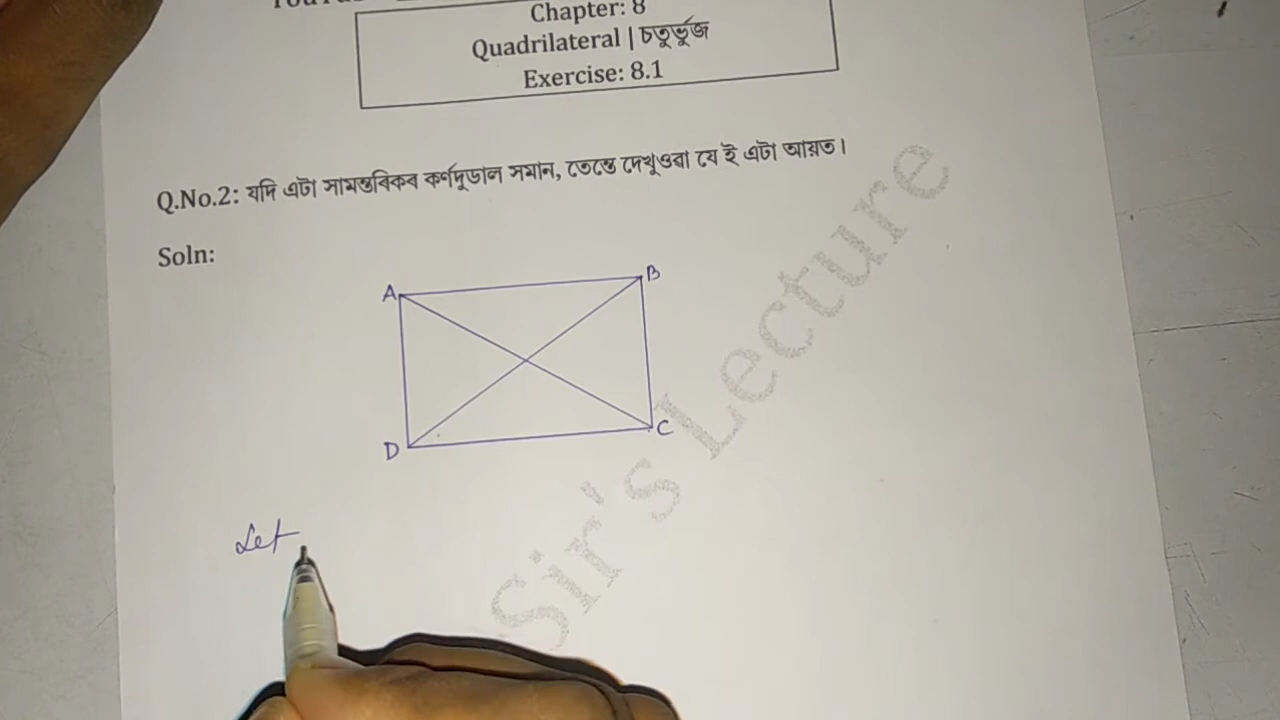 Chapter: 8
Quadrilateral | চতুৰ্ভুজ
Exercise: 8.1
Q.No.2: যদি এটা সামন্তৰিকৰ কৰ্ণদুডাল সমান, তেন্তে দেখুওৱা যে ই এটা আয়ত।
Soln:
A
B
D
C
Let
Sir's Lecture